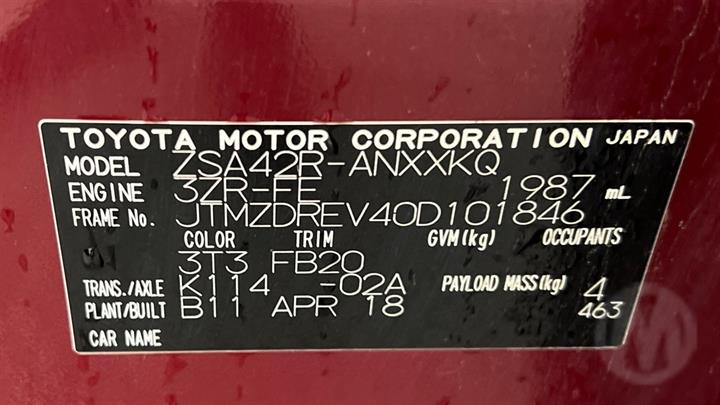 TOYOTA MOTOR CORPORATION JAPAN
MODEL ZSA42R-ANXXKQ
ENGINE 3ZR-FE 1987 mL
FRAME No. JTMZDREV40D101846
COLOR TRIM GVM(kg) OCCUPANTS
3T3 FB20
TRANS./AXLE K114 -02A PAYLOAD MASS(kg) 4
PLANT/BUILT B11 APR 18 463
CAR NAME
M